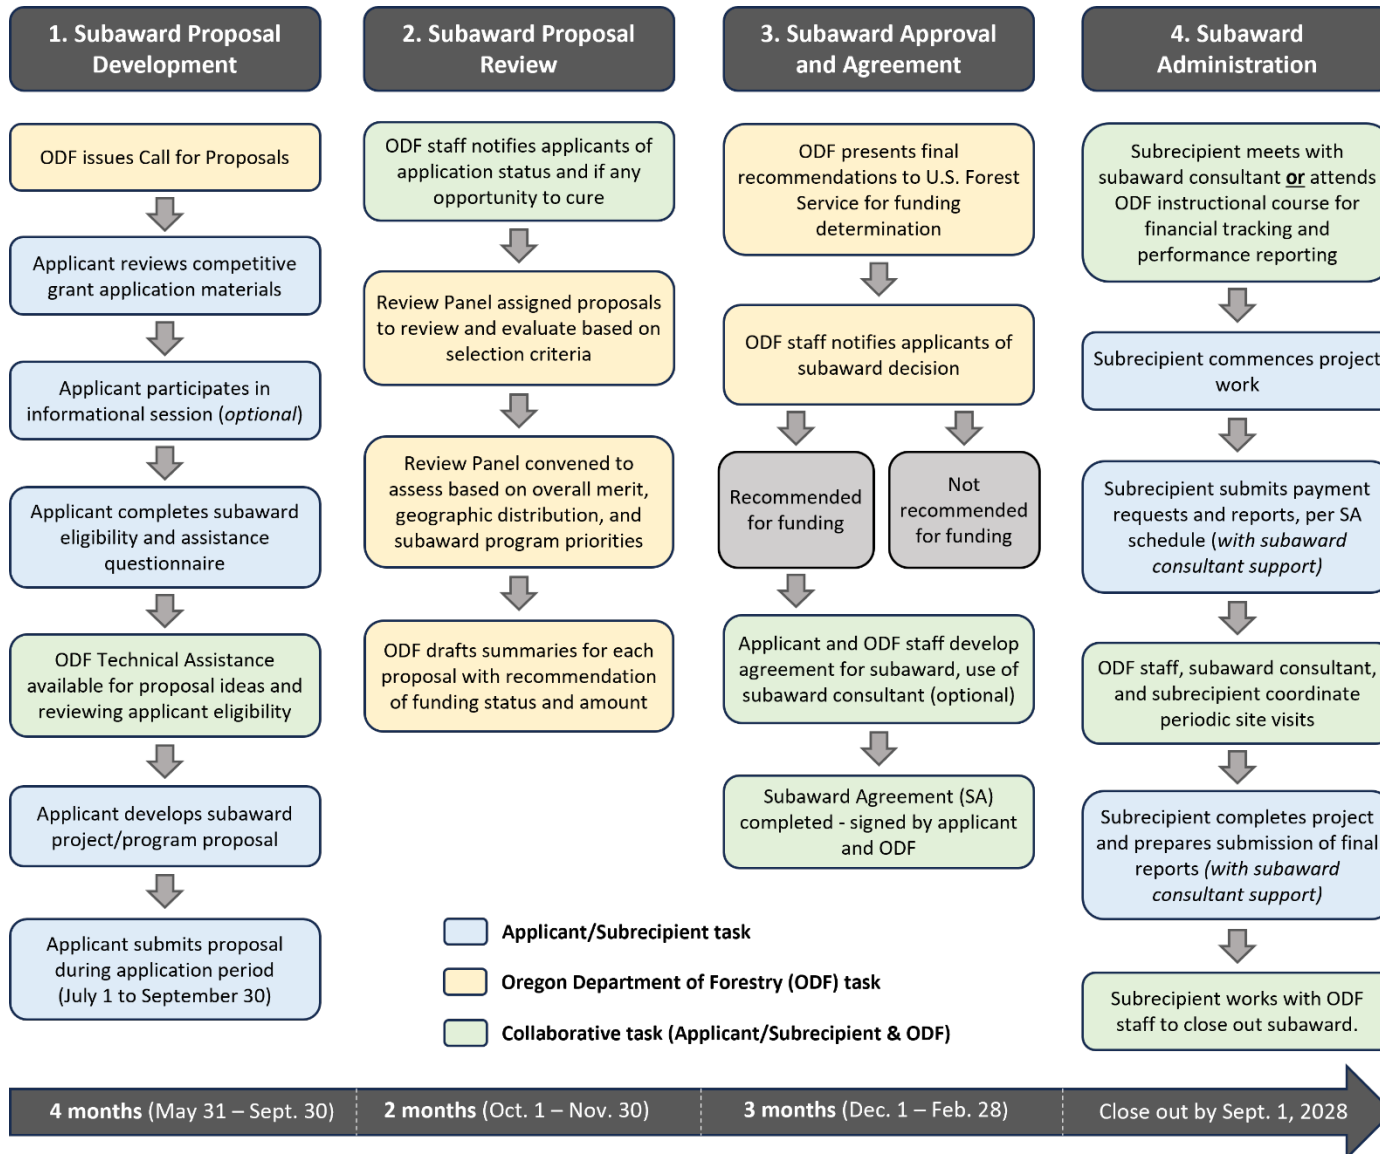 1. Subaward Proposal
Development
ODF issues Call for Proposals
Applicant reviews competitive
grant application materials
Applicant participates in
informational session (optional)
Applicant completes subaward
eligibility and assistance
questionnaire
ODF Technical Assistance
available for proposal ideas and
reviewing applicant eligibility
Applicant develops subaward
project/program proposal
Applicant submits proposal
during application period
(July 1 to September 30)
2. Subaward Proposal
Review
ODF staff notifies applicants of
application status and if any
opportunity to cure
Review Panel assigned proposals
to review and evaluate based on
selection criteria
Review Panel convened to
assess based on overall merit,
geographic distribution, and
subaward program priorities
ODF drafts summaries for each
proposal with recommendation
of funding status and amount
3. Subaward Approval
and Agreement
ODF presents final
recommendations to U.S. Forest
Service for funding
determination
ODF staff notifies applicants of
subaward decision
Recommended
for funding
Not
recommended
for funding
Applicant and ODF staff develop
agreement for subaward, use of
subaward consultant (optional)
Subaward Agreement (SA)
completed - signed by applicant
and ODF
4. Subaward
Administration
Subrecipient meets with
subaward consultant or attends
ODF instructional course for
financial tracking and
performance reporting
Subrecipient commences project
work
Subrecipient submits payment
requests and reports, per SA
schedule (with subaward
consultant support)
ODF staff, subaward consultant,
and subrecipient coordinate
periodic site visits
Subrecipient completes project
and prepares submission of final
reports (with subaward
consultant support)
Subrecipient works with ODF
staff to close out subaward.
Applicant/Subrecipient task
Oregon Department of Forestry (ODF) task
Collaborative task (Applicant/Subrecipient & ODF)
4 months (May 31 – Sept. 30)
2 months (Oct. 1 – Nov. 30)
3 months (Dec. 1 – Feb. 28)
Close out by Sept. 1, 2028